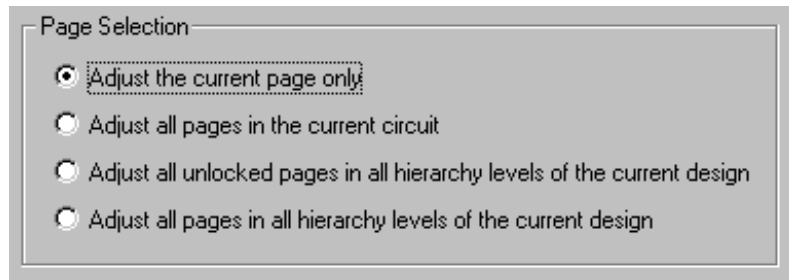 Page Selection
Adjust the current page only
Adjust all pages in the current circuit
Adjust all unlocked pages in all hierarchy levels of the current design
Adjust all pages in all hierarchy levels of the current design